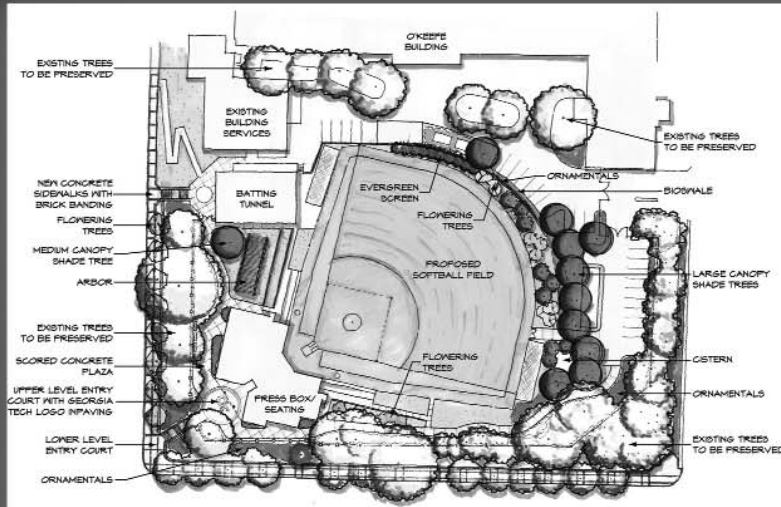 O'KEEFE
BUILDING
EXISTING TREES
TO BE PRESERVED
EXISTING
BUILDING
SERVICES
EXISTING TREES
TO BE PRESERVED
ORNAMENTALS
BIOSWALE
EVERGREEN
SCREEN
FLOWERING
TREES
NEW CONCRETE
SIDEWALKS WITH
BRICK BANDING
BATTING
TUNNEL
FLOWERING
TREES
MEDIUM CANOPY
SHADE TREE
ARBOR
PROPOSED
SOFTBALL FIELD
LARGE CANOPY
SHADE TREES
EXISTING TREES
TO BE PRESERVED
SCORED CONCRETE
PLAZA
UPPER LEVEL ENTRY
COURT WITH GEORGIA
TECH LOGO IN PAVING
PRESS BOX/
SEATING
FLOWERING
TREES
CISTERN
ORNAMENTALS
LOWER LEVEL
ENTRY COURT
EXISTING TREES
TO BE PRESERVED
ORNAMENTALS